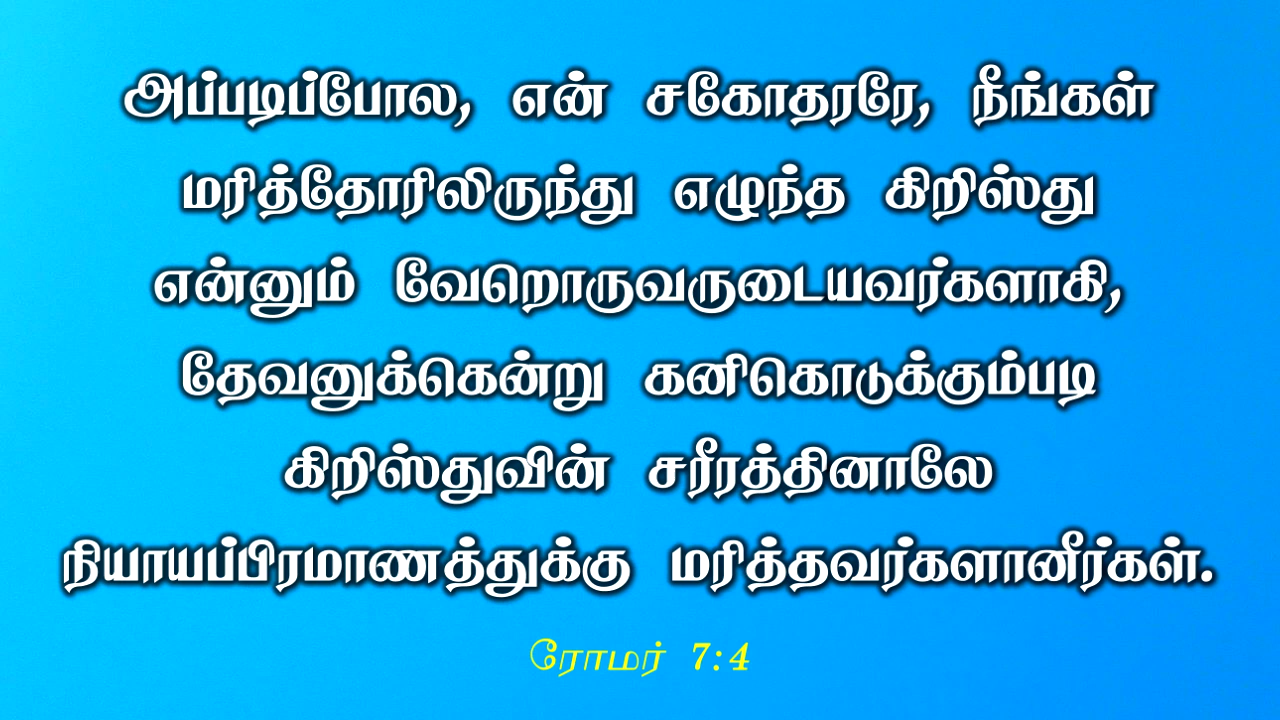 அப்படிப்போல, என் சகோதரரே, நீங்கள்
மரித்தோரிலிருந்து எழுந்த கிறிஸ்து
என்னும் வேறொருவருடையவர்களாகி,
தேவனுக்கென்று கனிகொடுக்கும்படி
கிறிஸ்துவின் சரீரத்தினாலே
நியாயப்பிரமாணத்துக்கு மரித்தவர்களானீர்கள்.
ரோமர் 7:4